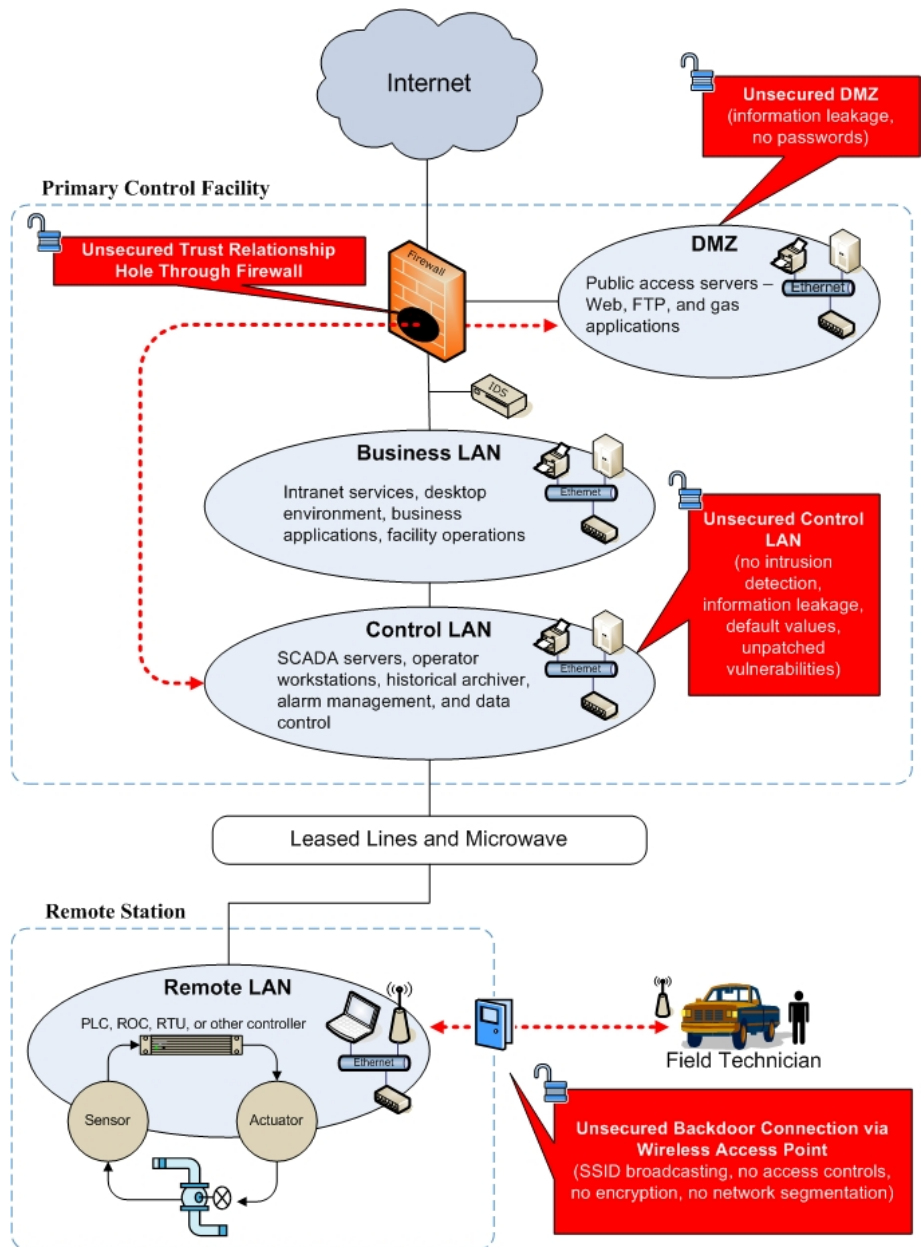 Internet
Unsecured DMZ
(information leakage,
no passwords)
Primary Control Facility
Unsecured Trust Relationship
Hole Through Firewall
Firewall
DMZ
Public access servers –
Web, FTP, and gas
applications
Ethernet
IDS
Business LAN
Intranet services, desktop
environment, business
applications, facility operations
Ethernet
Unsecured Control
LAN
(no intrusion
detection,
information leakage,
default values,
unpatched
vulnerabilities)
Control LAN
SCADA servers, operator
workstations, historical archiver,
alarm management, and data
control
Ethernet
Leased Lines and Microwave
Remote Station
Remote LAN
PLC, ROC, RTU, or other controller
Ethernet
Sensor
Actuator
Field Technician
Unsecured Backdoor Connection via
Wireless Access Point
(SSID broadcasting, no access controls,
no encryption, no network segmentation)